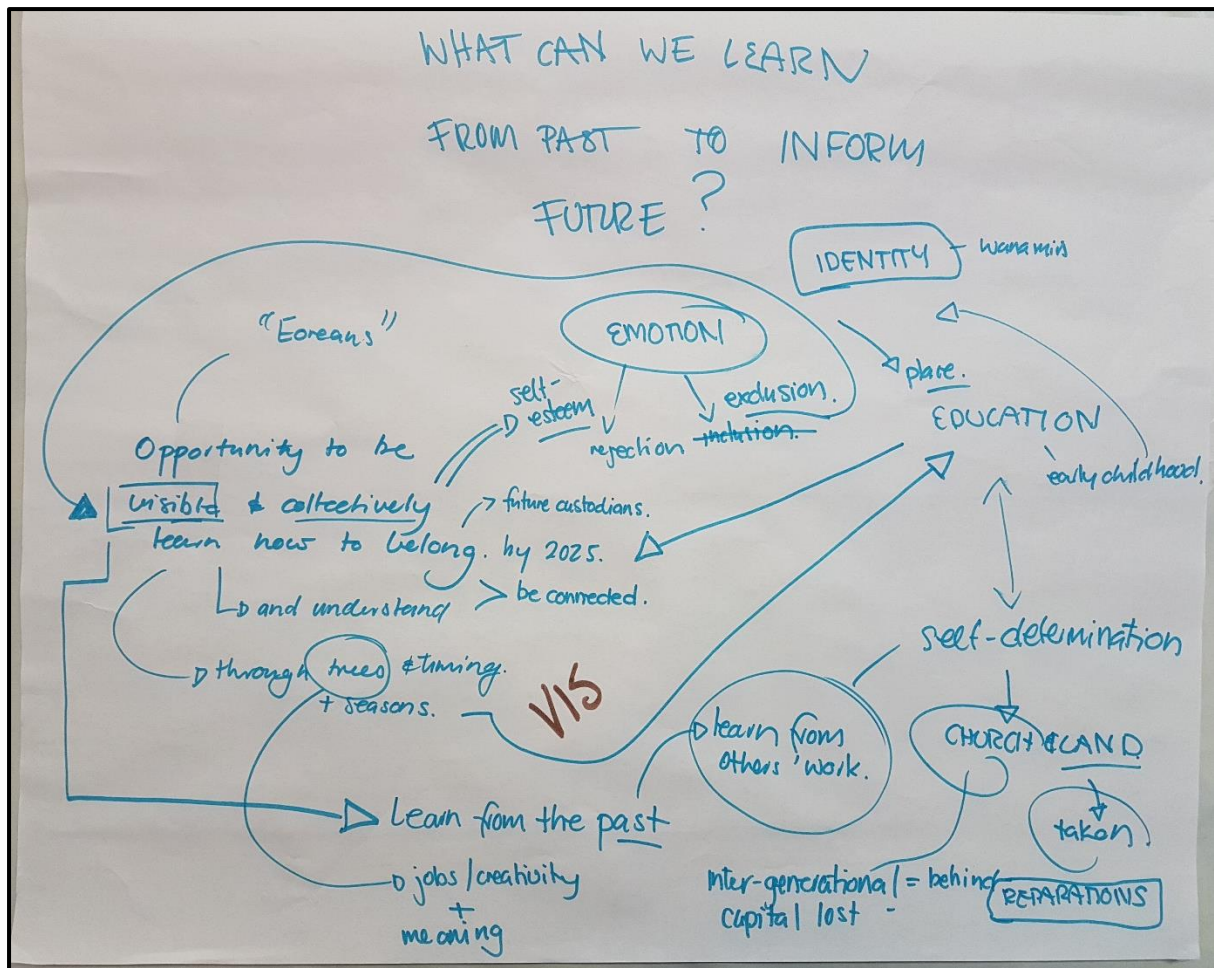 WHAT CAN WE LEARN
FROM PAST TO INFORM
FUTURE ?
IDENTITY
"Eoreans"
EMOTION
place.
self-
esteem
exclusion.
rejection
inclusion.
EDUCATION
early childhood.
Opportunity to be
visible & collectively
learn how to belong. by 2025.
future custodians.
be connected.
and understand
through trees & timing.
+ seasons.
VIS
self-determination
learn from
others' work.
CHURCH & LAND
taken
REPARATIONS
Learn from the past
jobs/creativity
+
meaning
Inter-generational = behind
capital lost